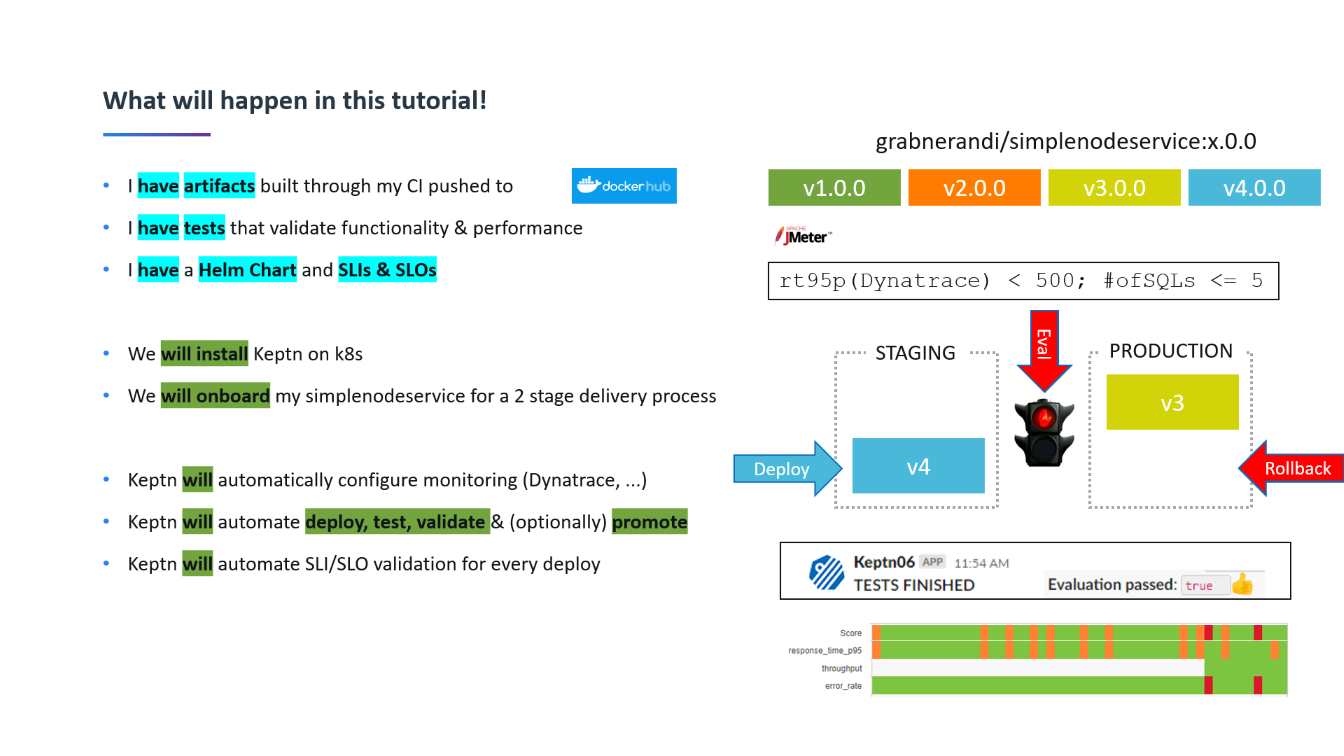 What will happen in this tutorial!
• I have artifacts built through my CI pushed to
docker hub
• I have tests that validate functionality & performance
• I have a Helm Chart and SLIs & SLOs
• We will install Keptn on k8s
• We will onboard my simplenodeservice for a 2 stage delivery process
• Keptn will automatically configure monitoring (Dynatrace, ...)
• Keptn will automate deploy, test, validate & (optionally) promote
• Keptn will automate SLI/SLO validation for every deploy
grabnerandi/simplenodeservice:x.0.0
v1.0.0 v2.0.0 v3.0.0 v4.0.0
APACHE
JMeter™
rt95p(Dynatrace) < 500; #ofSQLs <= 5
Eval
STAGING
PRODUCTION
v3
Deploy
v4
Rollback
Keptn06 APP 11:54 AM
TESTS FINISHED
Evaluation passed: true
Score
response_time_p95
throughput
error_rate